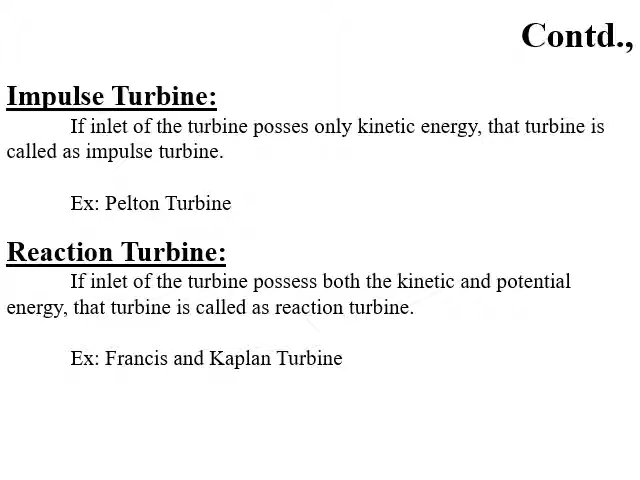 Contd.,
Impulse Turbine:
If inlet of the turbine posses only kinetic energy, that turbine is
called as impulse turbine.
Ex: Pelton Turbine
Reaction Turbine:
If inlet of the turbine possess both the kinetic and potential
energy, that turbine is called as reaction turbine.
Ex: Francis and Kaplan Turbine